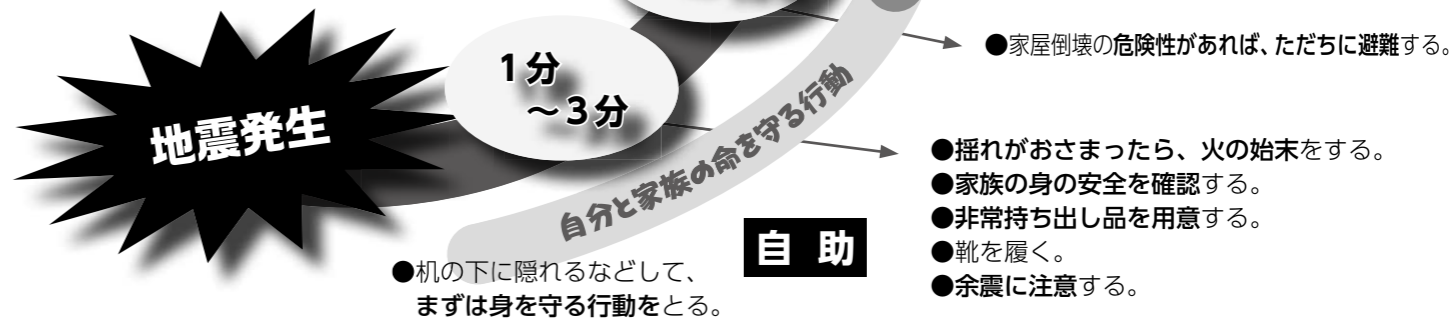 ●家屋倒壊の危険性があれば、ただちに避難する。
1分
～3分
地震発生
自分と家族の命を守る行動
●揺れがおさまったら、火の始末をする。
●家族の身の安全を確認する。
●非常持ち出し品を用意する。
●靴を履く。
●余震に注意する。
自助
●机の下に隠れるなどして、
まずは身を守る行動をとる。